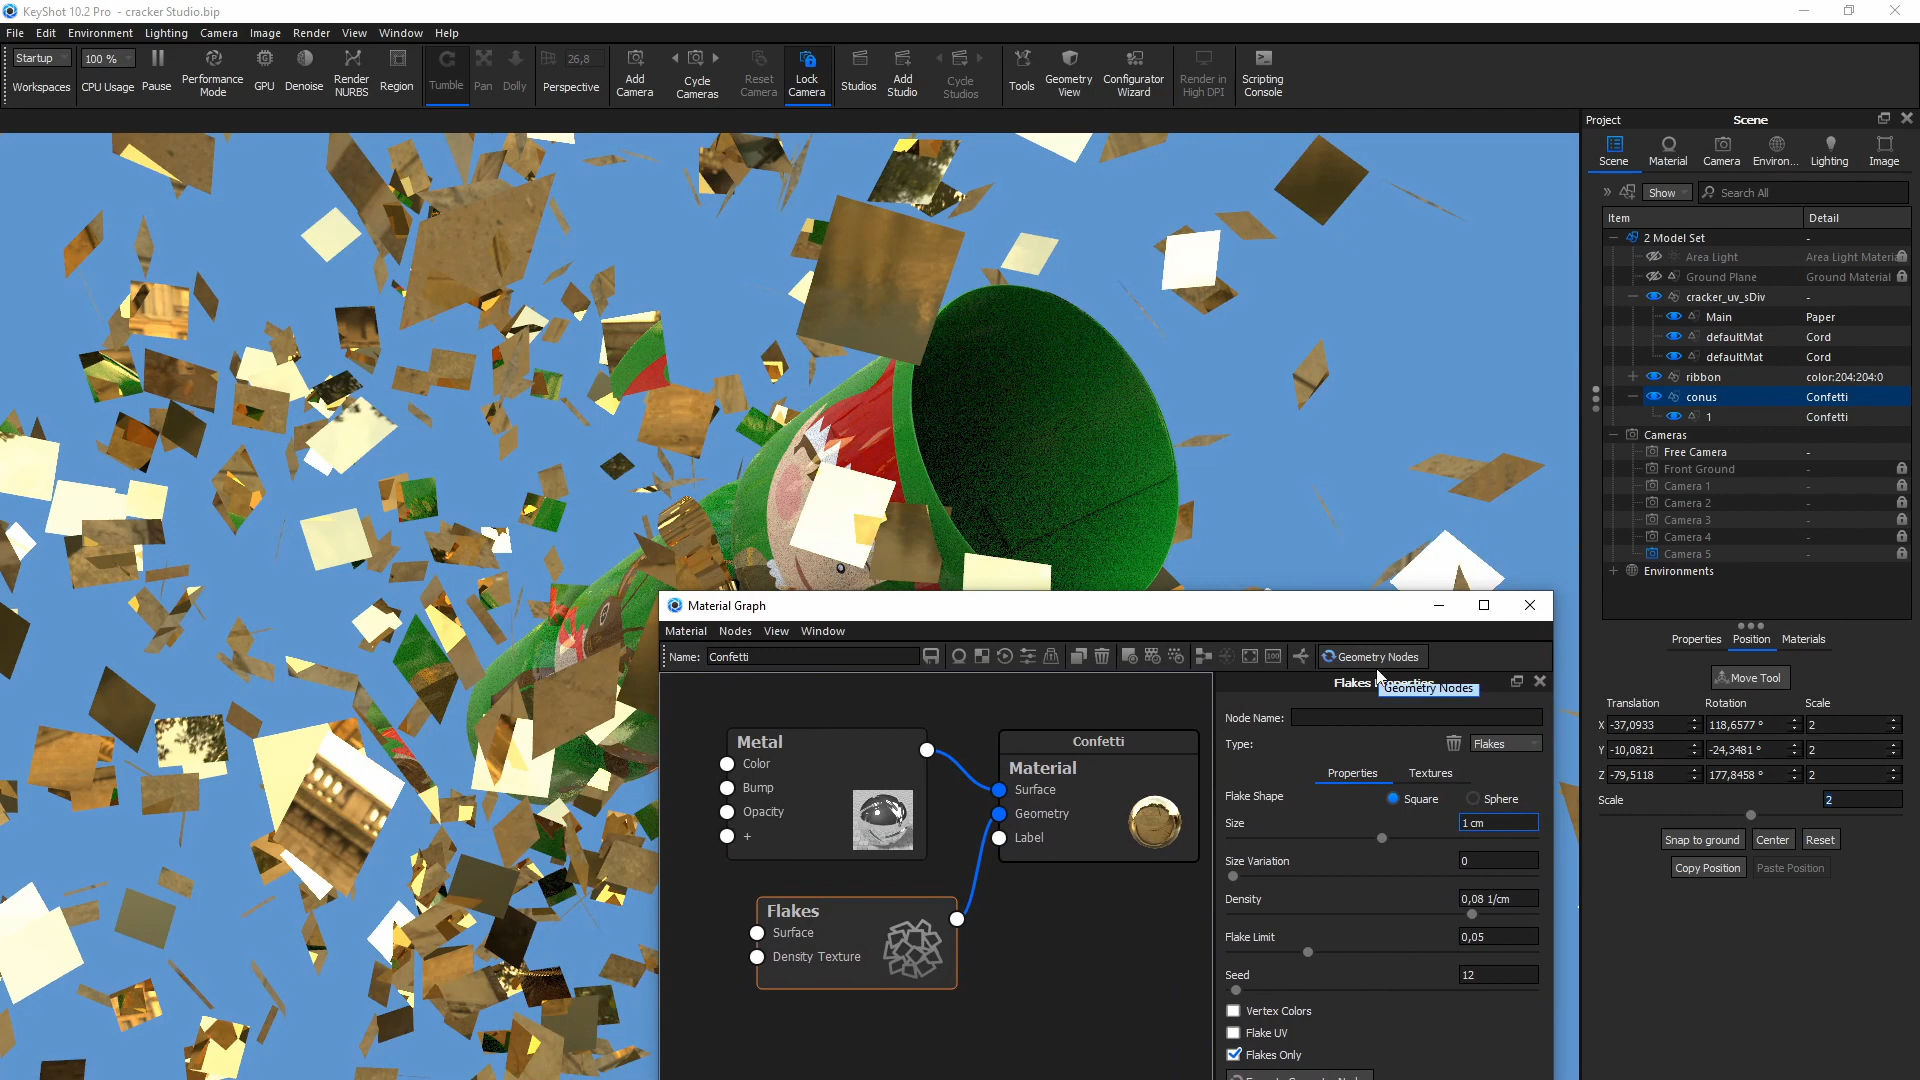 KeyShot 10.2 Pro - cracker Studio.bip
File Edit Environment Lighting Camera Image Render View Window Help
Startup 100 % 26,8
Workspaces CPU Usage Pause Performance Mode GPU Denoise Render NURBS Region Tumble Pan Dolly Perspective Add Camera Cycle Cameras Reset Camera Lock Camera Studios Add Studio Cycle Studios Tools Geometry View Configurator Wizard Render in High DPI Scripting Console
Project Scene
Scene Material Camera Environ... Lighting Image
Show Search All
Item Detail
2 Model Set -
Area Light Area Light Materia
Ground Plane Ground Material
cracker_uv_sDiv -
Main Paper
defaultMat Cord
defaultMat Cord
ribbon color:204:204:0
conus Confetti
1 Confetti
Cameras
Free Camera -
Front Ground -
Camera 1 -
Camera 2 -
Camera 3 -
Camera 4 -
Camera 5 -
Environments
Properties Position Materials
Move Tool
Translation Rotation Scale
X -37,0933 118,6577 ° 2
Y -10,0821 -24,3481 ° 2
Z -79,5118 177,8458 ° 2
Scale 2
Snap to ground Center Reset
Copy Position Paste Position
Material Graph
Material Nodes View Window
Name: Confetti 100 Geometry Nodes
Flakes Properties
Geometry Nodes
Metal
Color
Bump
Opacity
+
Confetti
Material
Surface
Geometry
Label
Flakes
Surface
Density Texture
Node Name:
Type: Flakes
Properties Textures
Flake Shape Square Sphere
Size 1 cm
Size Variation 0
Density 0,08 1/cm
Flake Limit 0,05
Seed 12
Vertex Colors
Flake UV
Flakes Only